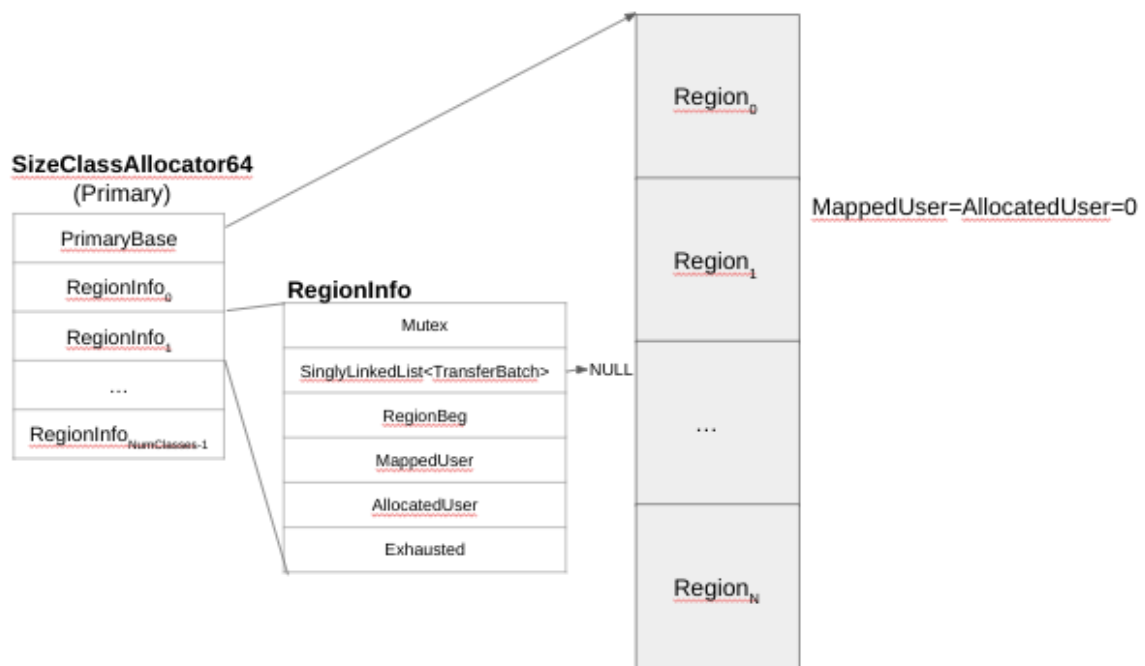 SizeClassAllocator64
(Primary)
PrimaryBase
RegionInfo0
RegionInfo1
...
RegionInfoNumClasses-1
RegionInfo
Mutex
SinglyLinkedList<TransferBatch>
NULL
RegionBeg
MappedUser
AllocatedUser
Exhausted
Region0
Region1
...
RegionN
MappedUser=AllocatedUser=0